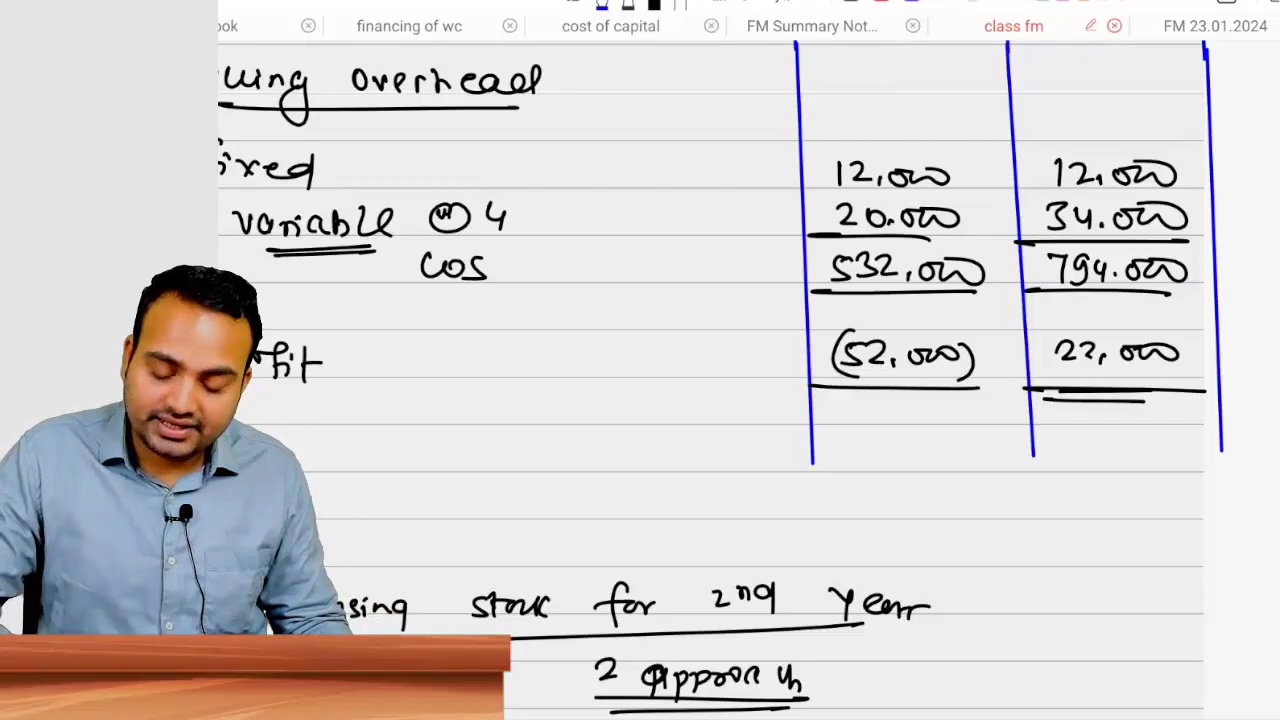 ook financing of wc cost of capital FM Summary Not... class fm FM 23.01.2024
lling overhead
ixed 12,000 12,000
variable @ 4 20.000 34.000
COS 532,000 794.000
fit (52,000) 22,000
sing stock for 2nd year
2 approach